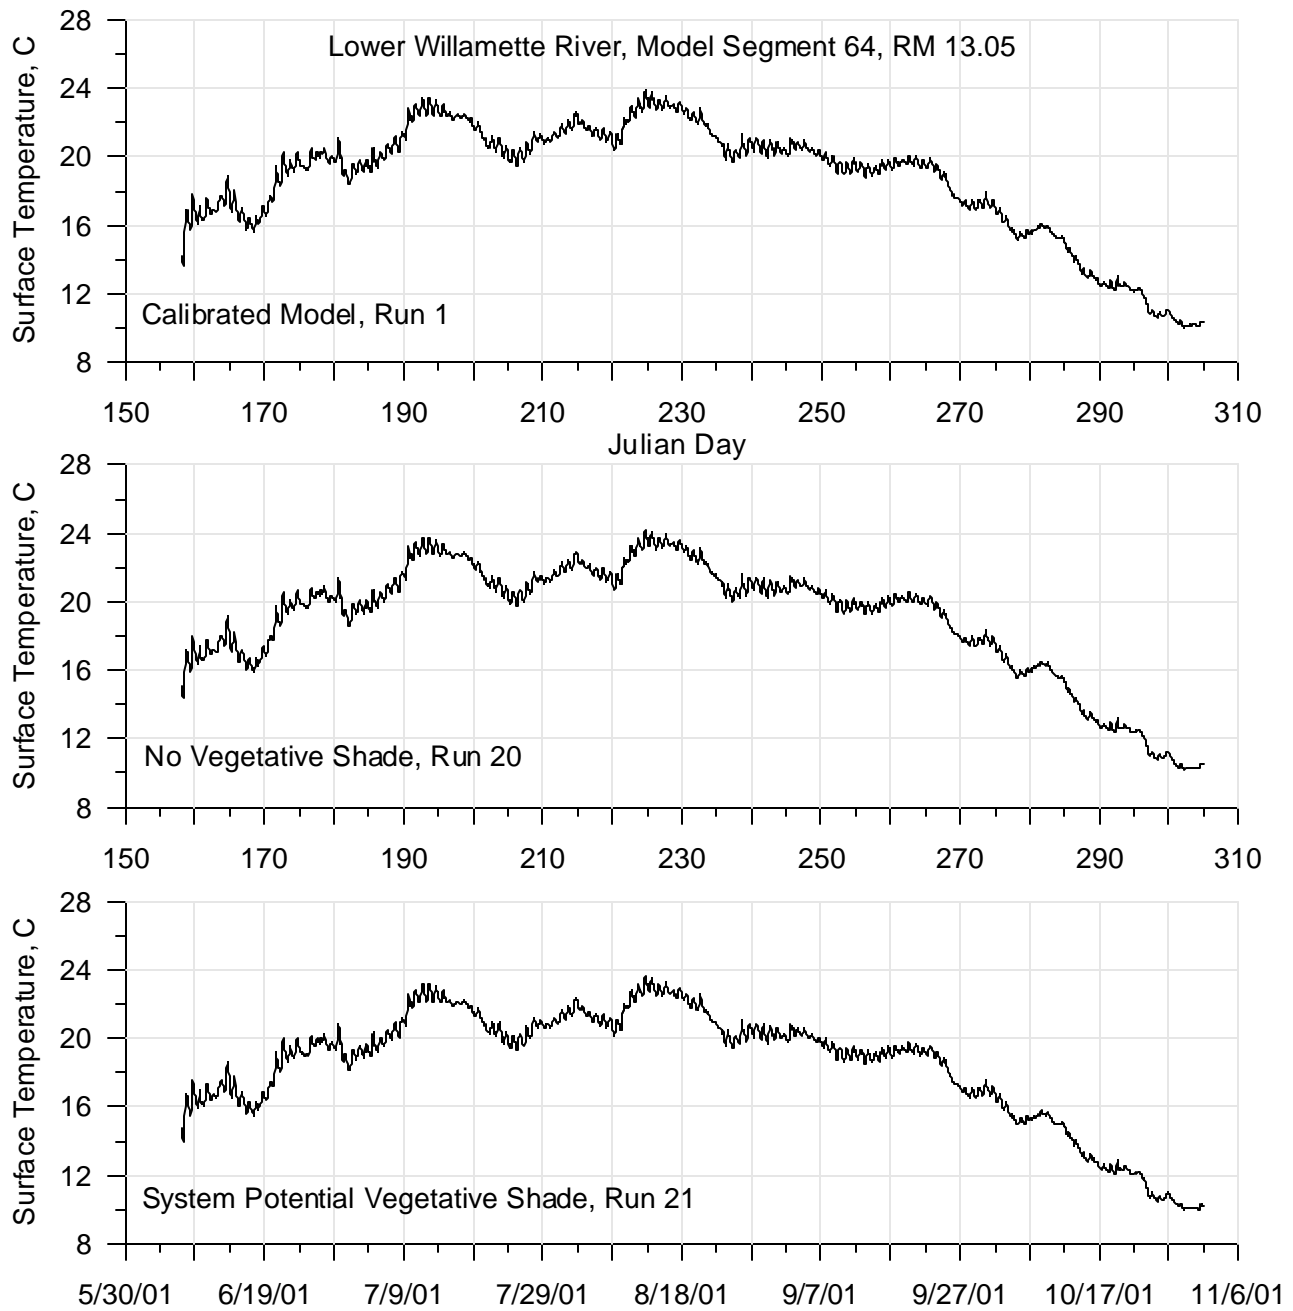 28
24
20
16
12
8
Surface Temperature, C
Lower Willamette River, Model Segment 64, RM 13.05
Calibrated Model, Run 1
150 170 190 210 230 250 270 290 310
Julian Day
28
24
20
16
12
8
Surface Temperature, C
No Vegetative Shade, Run 20
150 170 190 210 230 250 270 290 310
28
24
20
16
12
8
Surface Temperature, C
System Potential Vegetative Shade, Run 21
5/30/01 6/19/01 7/9/01 7/29/01 8/18/01 9/7/01 9/27/01 10/17/01 11/6/01